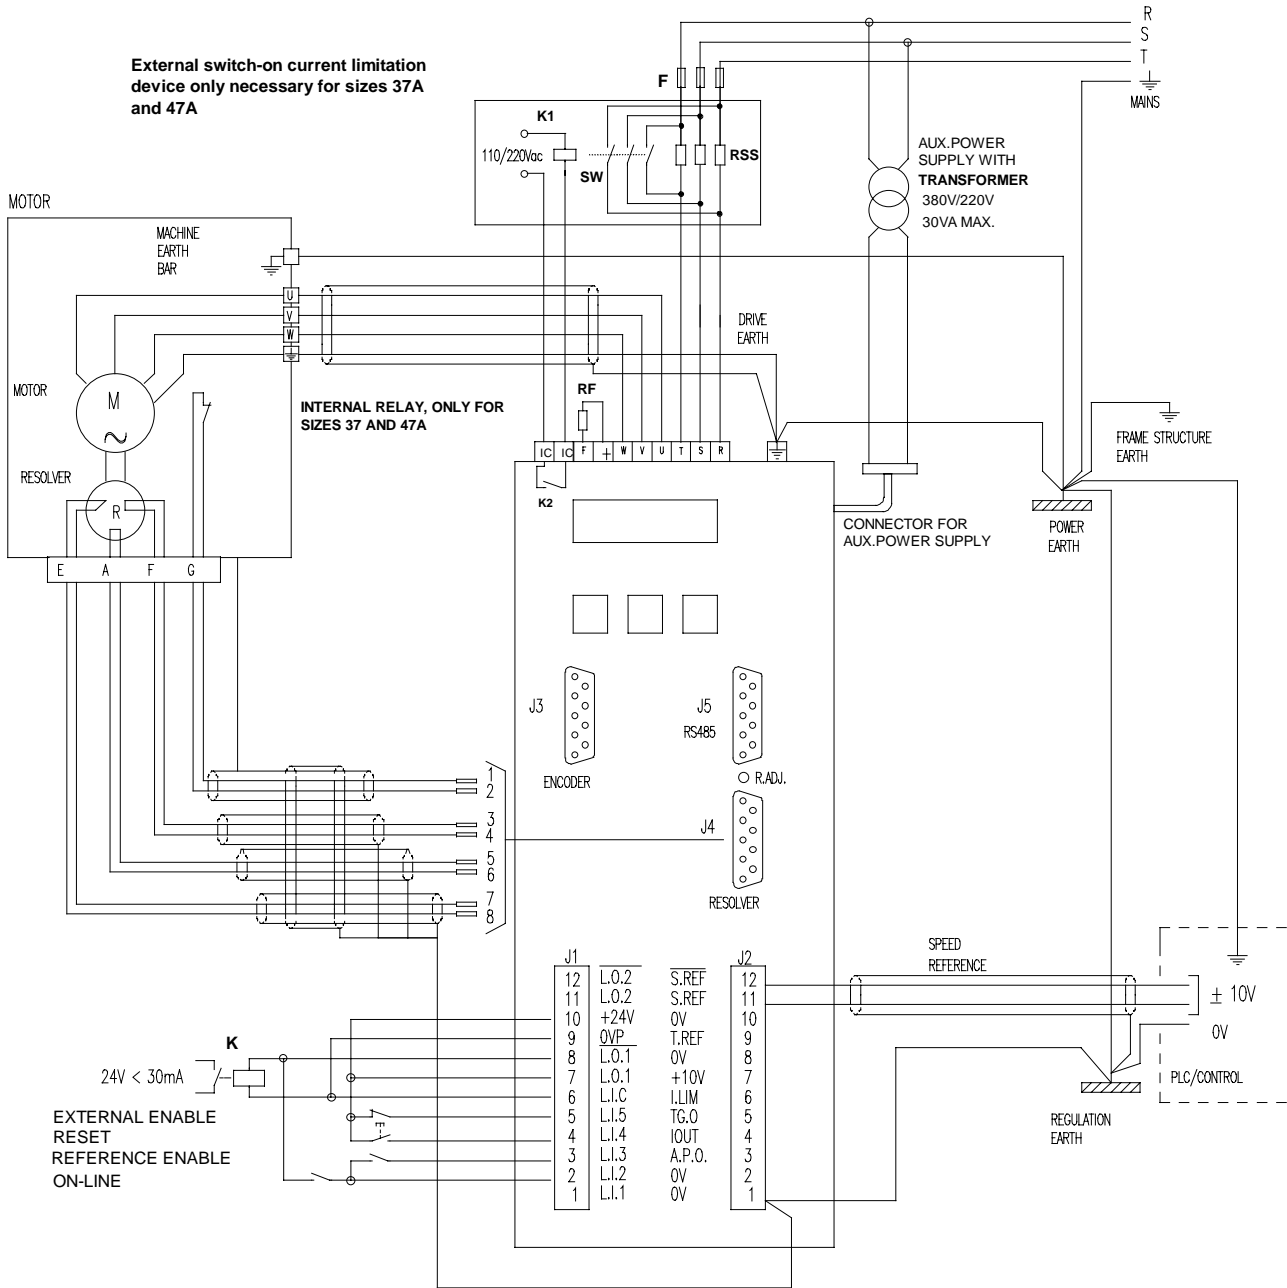 R
S
T
MAINS
External switch-on current limitation
device only necessary for sizes 37A
and 47A
F
K1
110/220Vac
SW
RSS
AUX.POWER
SUPPLY WITH
TRANSFORMER
380V/220V
30VA MAX.
MOTOR
MACHINE
EARTH
BAR
U
V
W
DRIVE
EARTH
MOTOR
M
INTERNAL RELAY, ONLY FOR
SIZES 37 AND 47A
RF
IC IC F + W V U T S R
K2
FRAME STRUCTURE
EARTH
RESOLVER
R
CONNECTOR FOR
AUX.POWER SUPPLY
POWER
EARTH
E A F G
J3
ENCODER
J5
RS485
R.ADJ.
1
2
3
4
5
6
7
8
J4
RESOLVER
SPEED
REFERENCE
J1 J2
12 L.O.2 S.REF 12
11 L.O.2 S.REF 11
10 +24V 0V 10
9 0VP T.REF 9
8 L.O.1 0V 8
7 L.O.1 +10V 7
6 L.I.C I.LIM 6
5 L.I.5 TG.O 5
4 L.I.4 IOUT 4
3 L.I.3 A.P.O. 3
2 L.I.2 0V 2
1 L.I.1 0V 1
± 10V
0V
PLC/CONTROL
REGULATION
EARTH
K
24V < 30mA
E
EXTERNAL ENABLE
RESET
REFERENCE ENABLE
ON-LINE